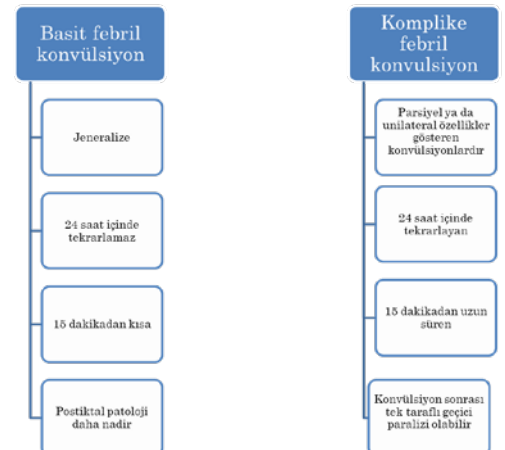 Basit febril
konvülsiyon
Jeneralize
24 saat içinde
tekrarlamaz
15 dakikadan kısa
Postiktal patoloji
daha nadir
Komplike
febril
konvulsiyon
Parsiyel ya da
unilateral özellikler
gösteren
konvülsiyonlardır
24 saat içinde
tekrarlayan
15 dakikadan uzun
süren
Konvülsiyon sonrası
tek taraflı geçici
paralizi olabilir